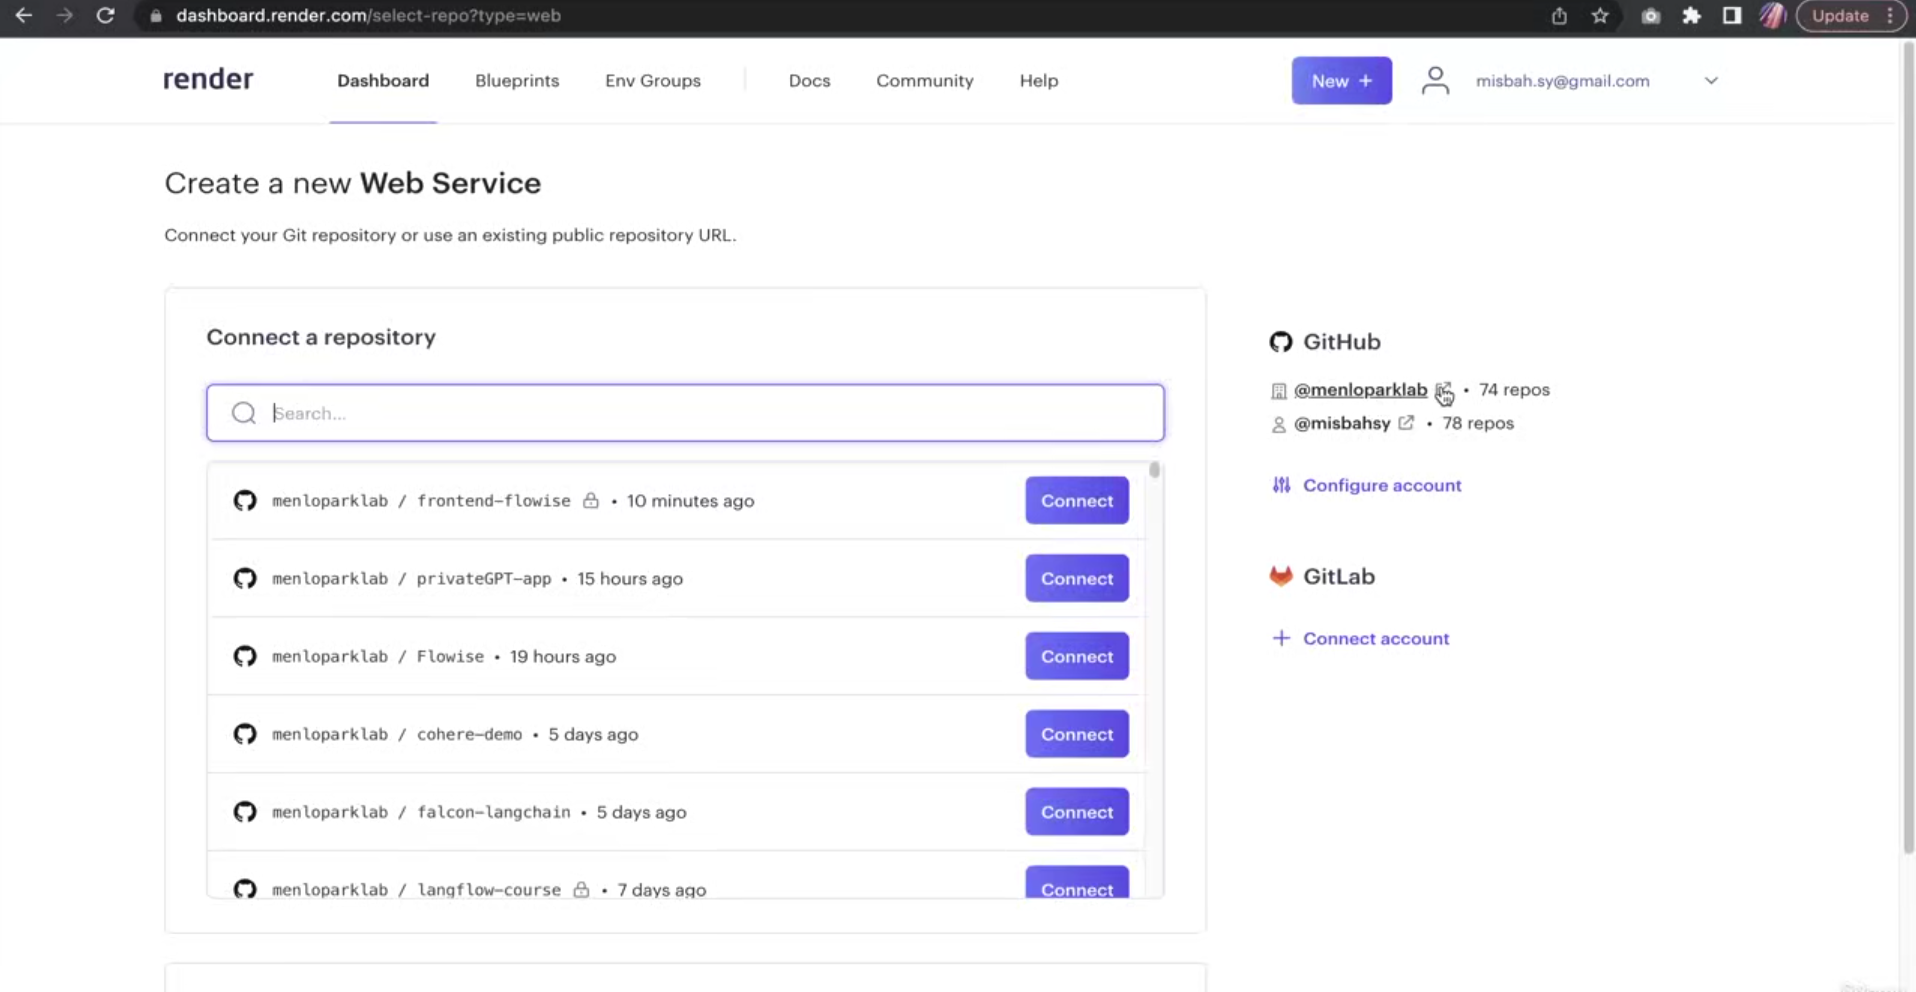 dashboard.render.com/select-repo?type=web
Update
render
Dashboard
Blueprints
Env Groups
Docs
Community
Help
New +
misbah.sy@gmail.com
Create a new Web Service
Connect your Git repository or use an existing public repository URL.
Connect a repository
Search...
menloparklab / frontend-flowise • 10 minutes ago
Connect
menloparklab / privateGPT-app • 15 hours ago
Connect
menloparklab / Flowise • 19 hours ago
Connect
menloparklab / cohere-demo • 5 days ago
Connect
menloparklab / falcon-langchain • 5 days ago
Connect
menloparklab / langflow-course • 7 days ago
Connect
GitHub
@menloparklab • 74 repos
@misbahsy • 78 repos
Configure account
GitLab
+ Connect account